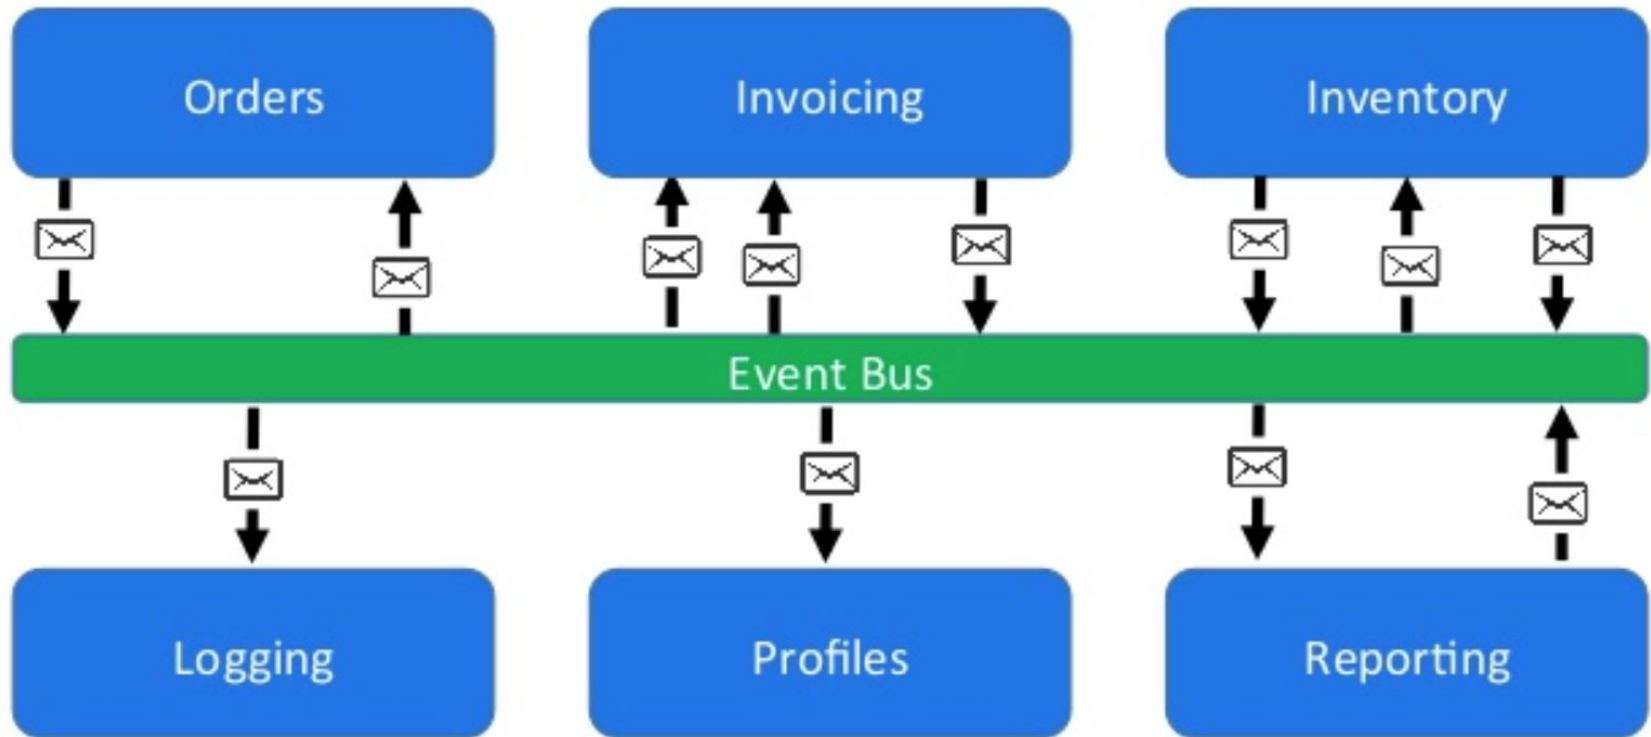 Orders
Invoicing
Inventory
Event Bus
Logging
Profiles
Reporting